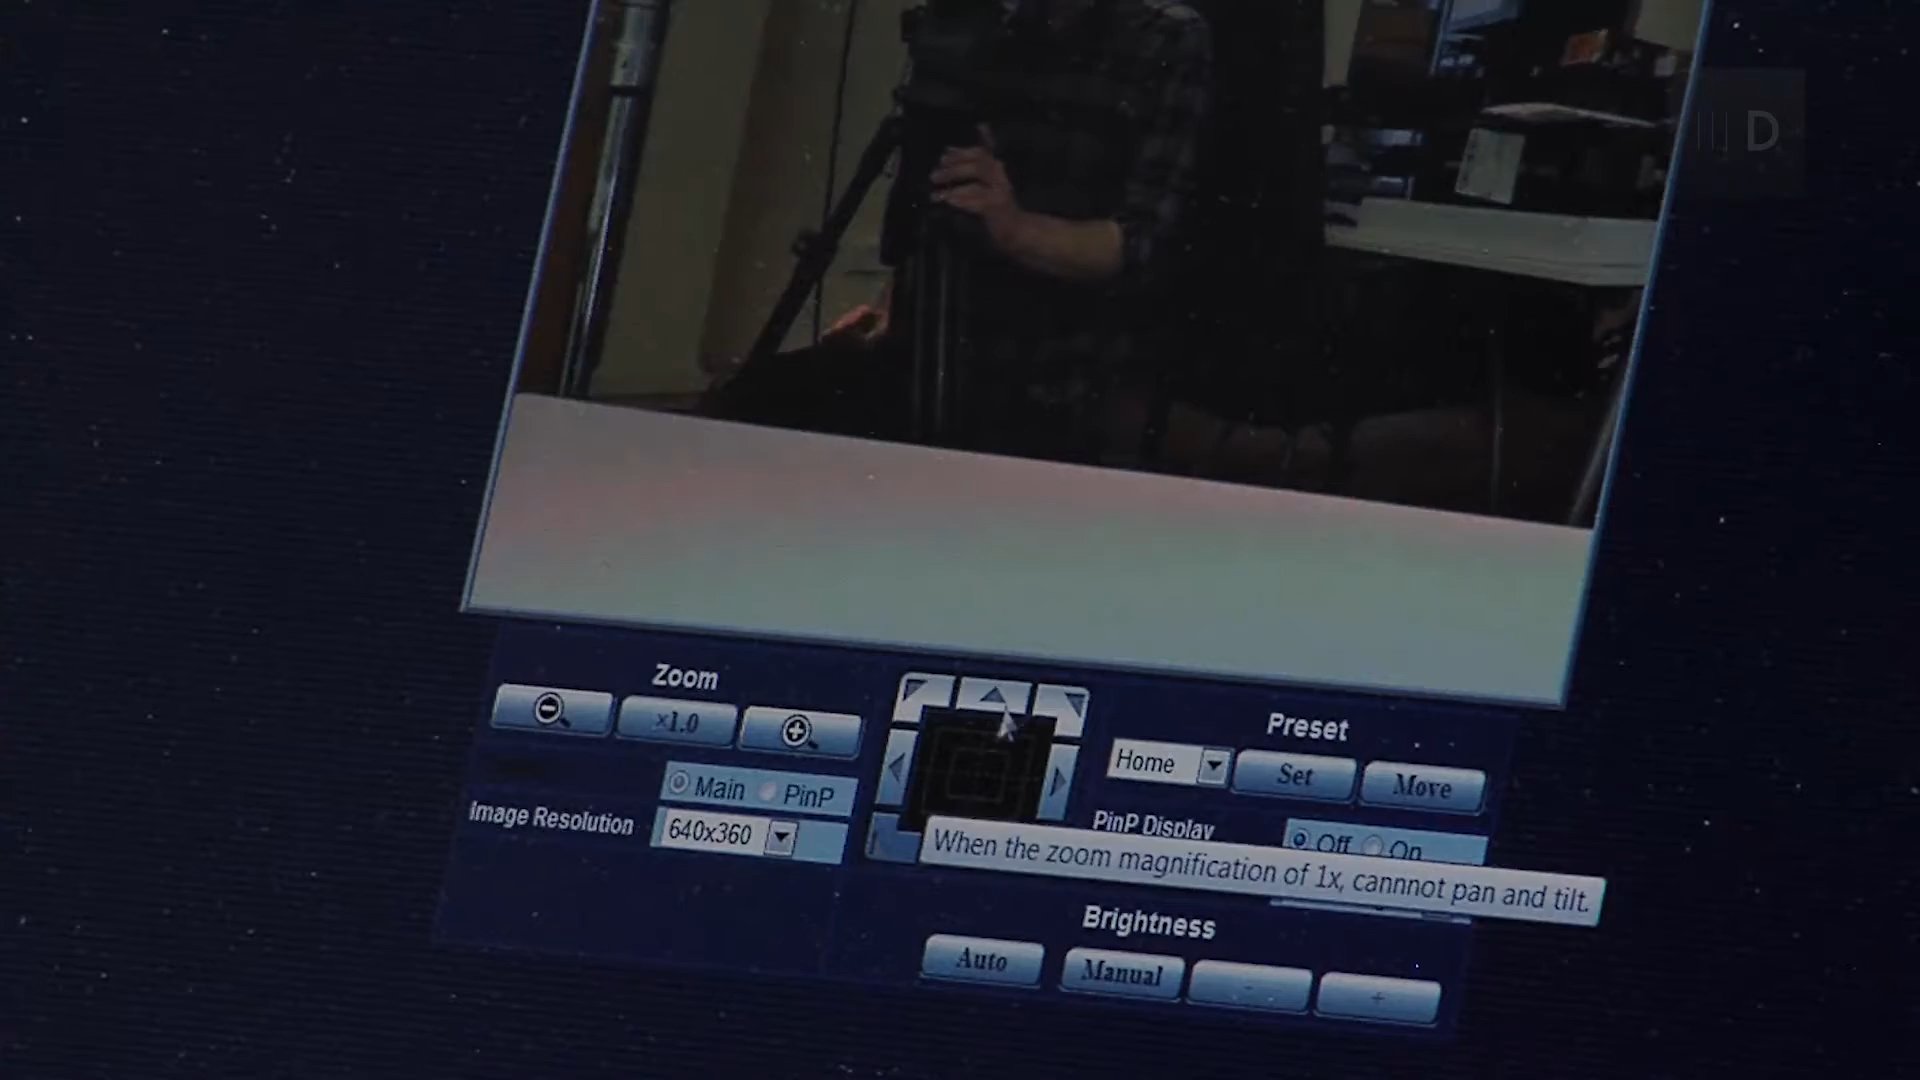 D
Zoom
×1.0
Main PinP
Image Resolution
640x360
Preset
Home Set Move
PinP Display
Off On
When the zoom magnification of 1x, cannnot pan and tilt.
Brightness
Auto Manual - +